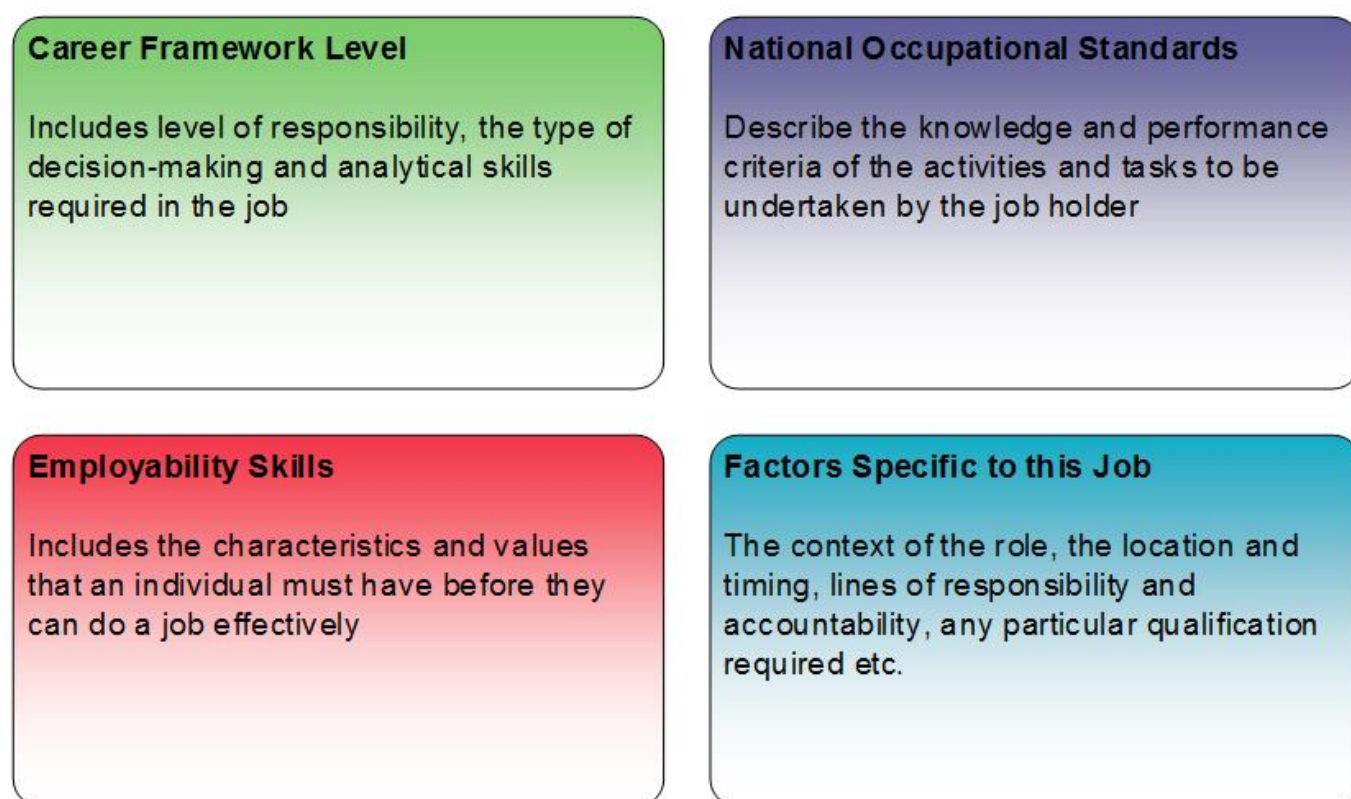 Career Framework Level
Includes level of responsibility, the type of
decision-making and analytical skills
required in the job
National Occupational Standards
Describe the knowledge and performance
criteria of the activities and tasks to be
undertaken by the job holder
Employability Skills
Includes the characteristics and values
that an individual must have before they
can do a job effectively
Factors Specific to this Job
The context of the role, the location and
timing, lines of responsibility and
accountability, any particular qualification
required etc.